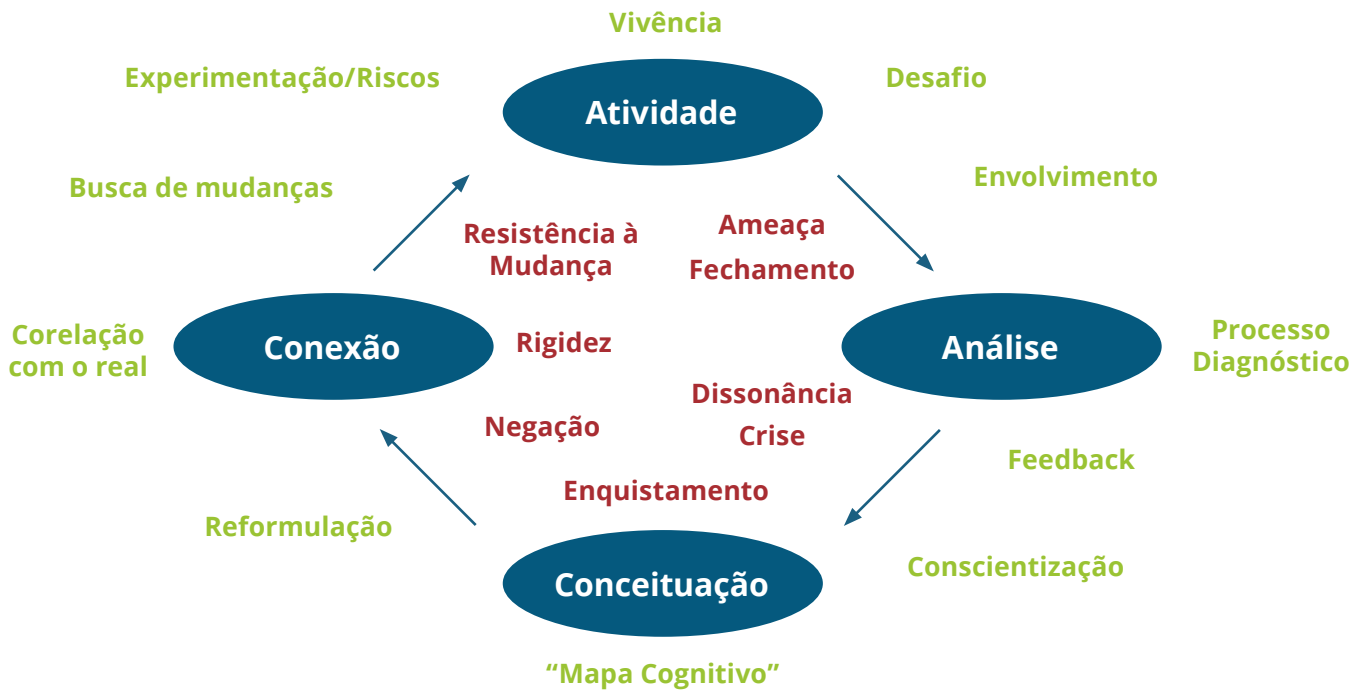 Vivência
Experimentação/Riscos
Desafio
Atividade
Busca de mudanças
Envolvimento
Resistência à
Mudança
Ameaça
Fechamento
Corelação
com o real
Conexão
Rigidez
Análise
Processo
Diagnóstico
Dissonância
Crise
Negação
Feedback
Enquistamento
Reformulação
Conceituação
Conscientização
“Mapa Cognitivo”